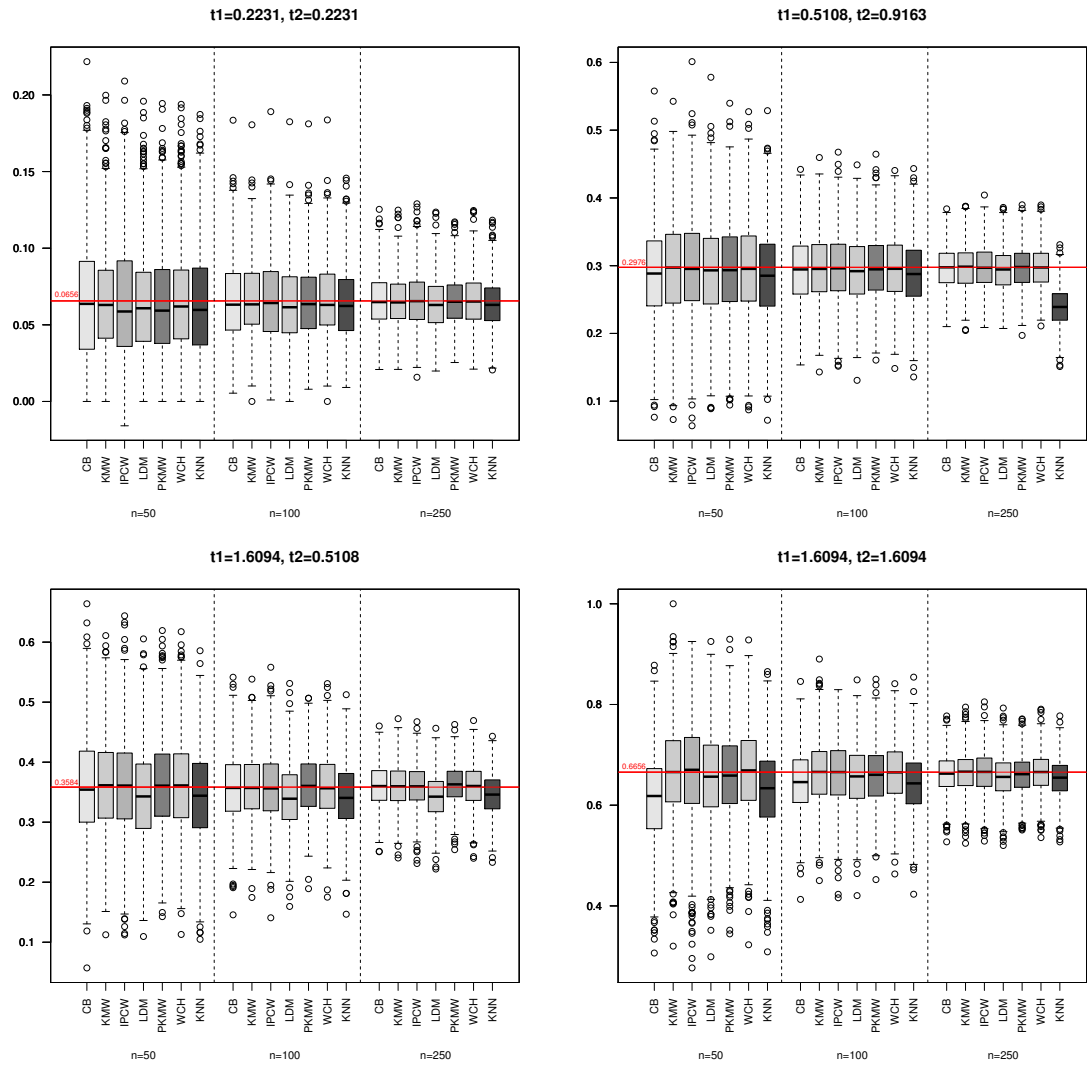 t1=0.2231, t2=0.2231
0.20
0.15
0.10
0.05
0.00
0.0656
CB KMW IPCW LDM PKMW WCH KNN CB KMW IPCW LDM PKMW WCH KNN CB KMW IPCW LDM PKMW WCH KNN
n=50 n=100 n=250
t1=0.5108, t2=0.9163
0.6
0.5
0.4
0.3
0.2
0.1
0.2976
CB KMW IPCW LDM PKMW WCH KNN CB KMW IPCW LDM PKMW WCH KNN CB KMW IPCW LDM PKMW WCH KNN
n=50 n=100 n=250
t1=1.6094, t2=0.5108
0.6
0.5
0.4
0.3
0.2
0.1
0.3584
CB KMW IPCW LDM PKMW WCH KNN CB KMW IPCW LDM PKMW WCH KNN CB KMW IPCW LDM PKMW WCH KNN
n=50 n=100 n=250
t1=1.6094, t2=1.6094
1.0
0.8
0.6
0.4
0.6656
CB KMW IPCW LDM PKMW WCH KNN CB KMW IPCW LDM PKMW WCH KNN CB KMW IPCW LDM PKMW WCH KNN
n=50 n=100 n=250